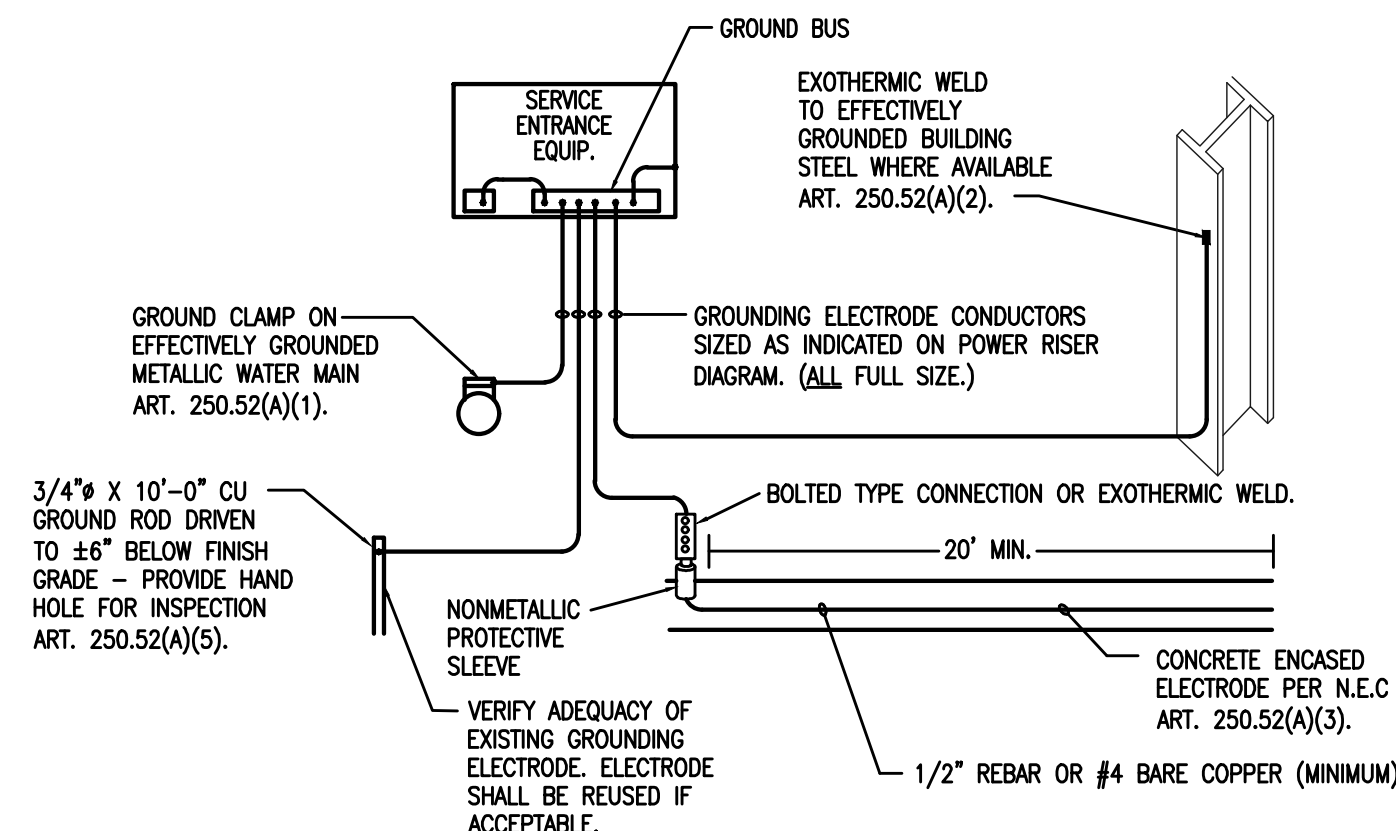 GROUND BUS
SERVICE
ENTRANCE
EQUIP.
EXOTHERMIC WELD
TO EFFECTIVELY
GROUNDED BUILDING
STEEL WHERE AVAILABLE
ART. 250.52(A)(2).
GROUND CLAMP ON
EFFECTIVELY GROUNDED
METALLIC WATER MAIN
ART. 250.52(A)(1).
GROUNDING ELECTRODE CONDUCTORS
SIZED AS INDICATED ON POWER RISER
DIAGRAM. (ALL FULL SIZE.)
3/4"ø X 10'-0" CU
GROUND ROD DRIVEN
TO ±6" BELOW FINISH
GRADE – PROVIDE HAND
HOLE FOR INSPECTION
ART. 250.52(A)(5).
BOLTED TYPE CONNECTION OR EXOTHERMIC WELD.
20' MIN.
NONMETALLIC
PROTECTIVE
SLEEVE
CONCRETE ENCASED
ELECTRODE PER N.E.C
ART. 250.52(A)(3).
VERIFY ADEQUACY OF
EXISTING GROUNDING
ELECTRODE. ELECTRODE
SHALL BE REUSED IF
ACCEPTABLE.
1/2" REBAR OR #4 BARE COPPER (MINIMUM)